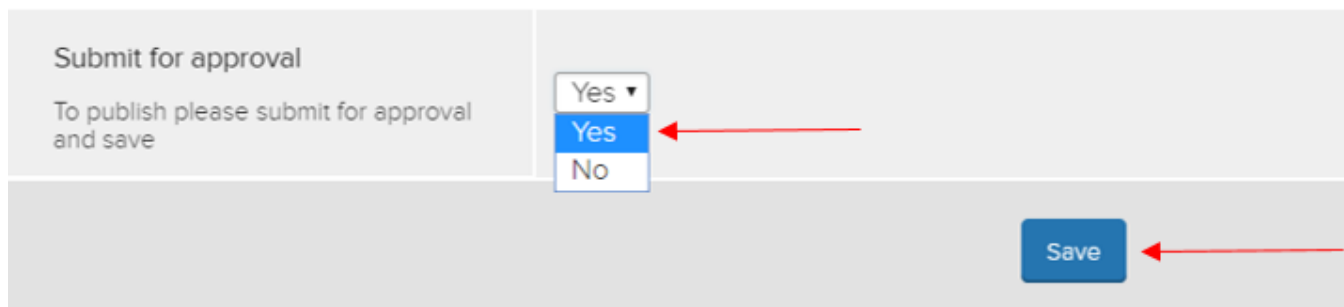 Submit for approval
To publish please submit for approval
and save
Yes
Yes
No
Save